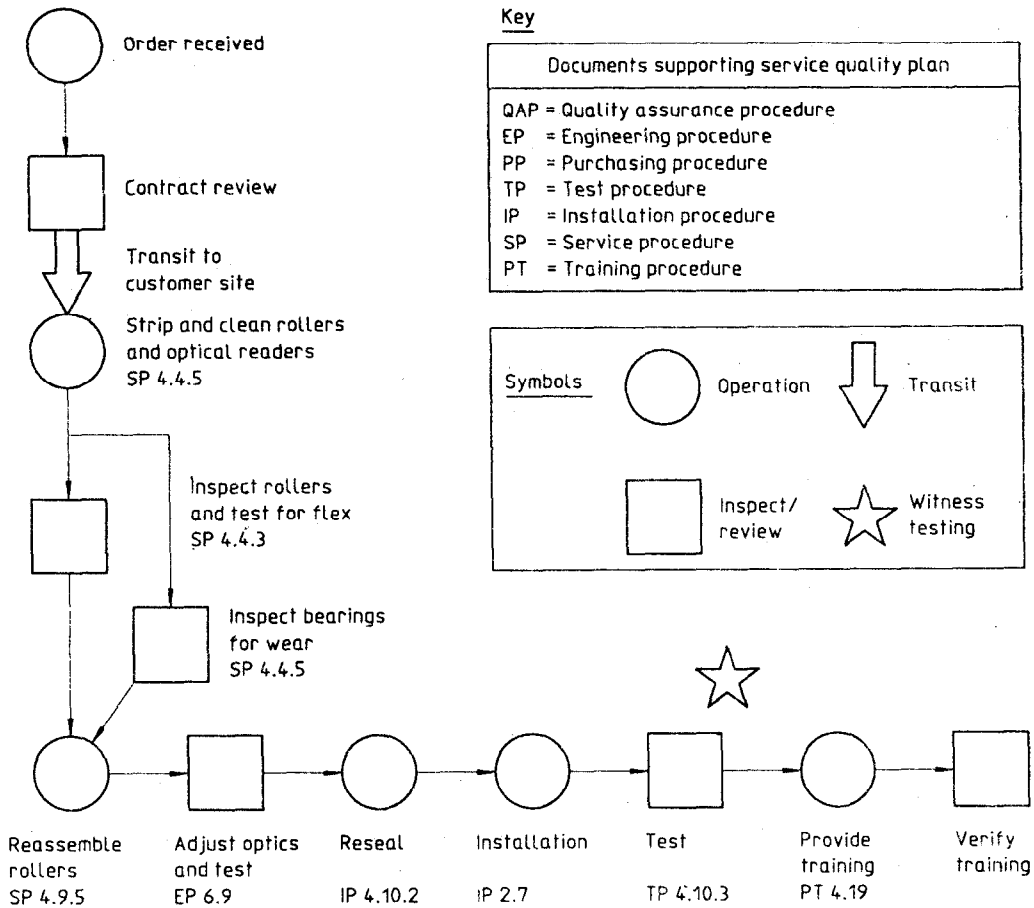 Order received
Contract review
Transit to
customer site
Strip and clean rollers
and optical readers
SP 4.4.5
Inspect rollers
and test for flex
SP 4.4.3
Inspect bearings
for wear
SP 4.4.5
Reassemble
rollers
SP 4.9.5
Adjust optics
and test
EP 6.9
Reseal
IP 4.10.2
Installation
IP 2.7
Test
TP 4.10.3
Provide
training
PT 4.19
Verify
training
Key
Documents supporting service quality plan
QAP = Quality assurance procedure
EP = Engineering procedure
PP = Purchasing procedure
TP = Test procedure
IP = Installation procedure
SP = Service procedure
PT = Training procedure
Symbols
Operation
Transit
Inspect/
review
Witness
testing